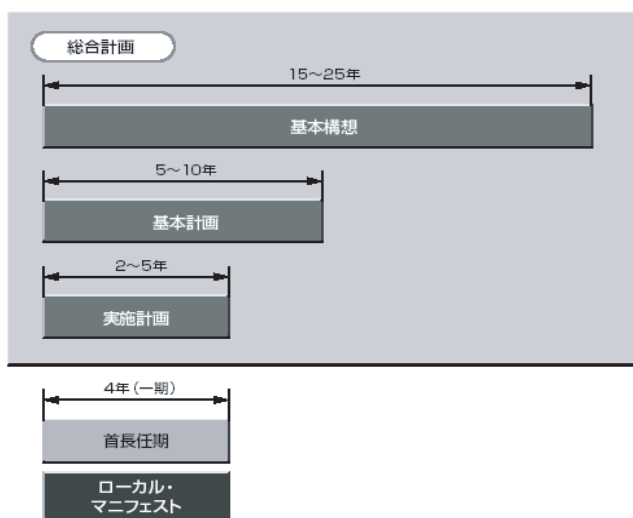 総合計画
15～25年
基本構想
5～10年
基本計画
2～5年
実施計画
4年（一期）
首長任期
ローカル・
マニフェスト